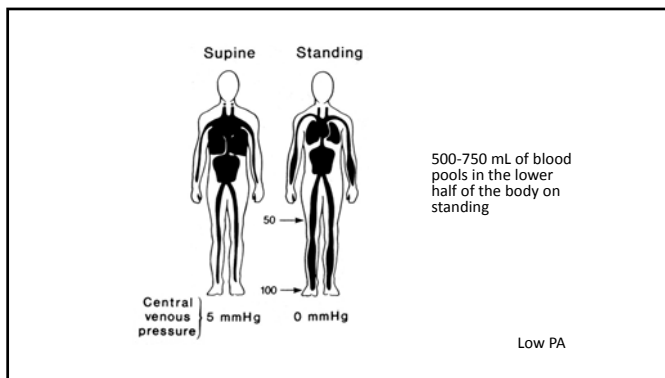 Supine Standing
500-750 mL of blood
pools in the lower
half of the body on
standing
50
100
Central
venous
pressure
5 mmHg 0 mmHg
Low PA